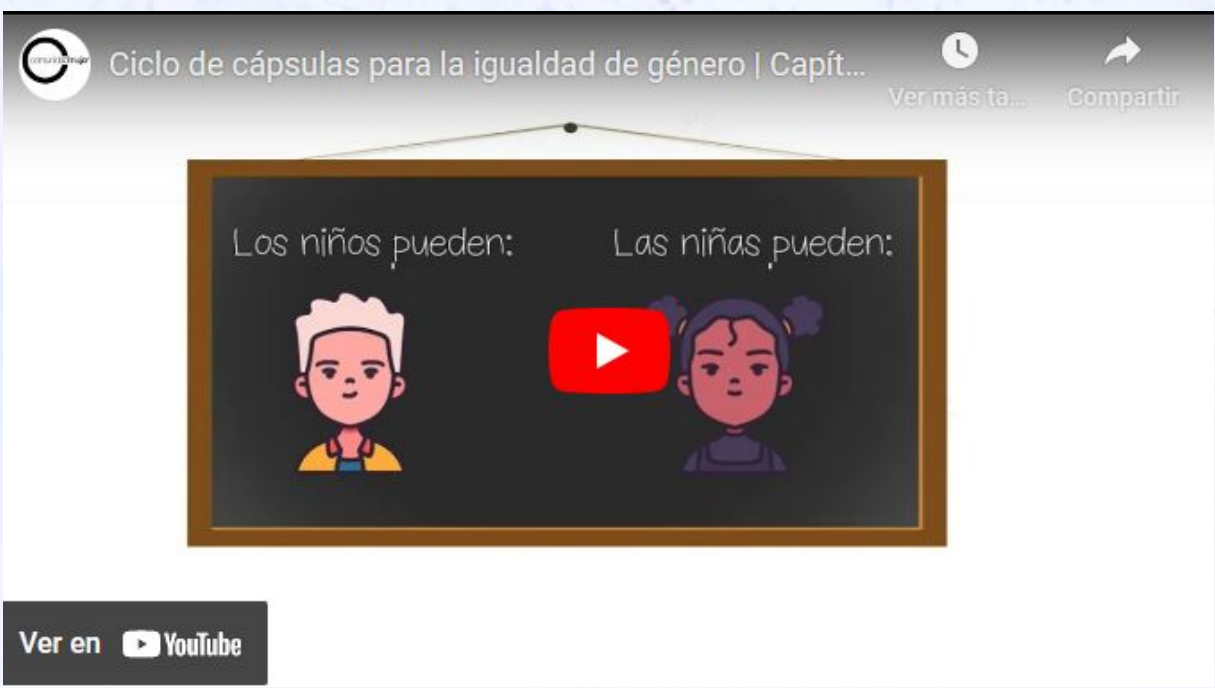 comunidadmujer
Ciclo de cápsulas para la igualdad de género | Capít...
Ver más ta...
Compartir
Los niños pueden:
Las niñas pueden:
Ver en YouTube